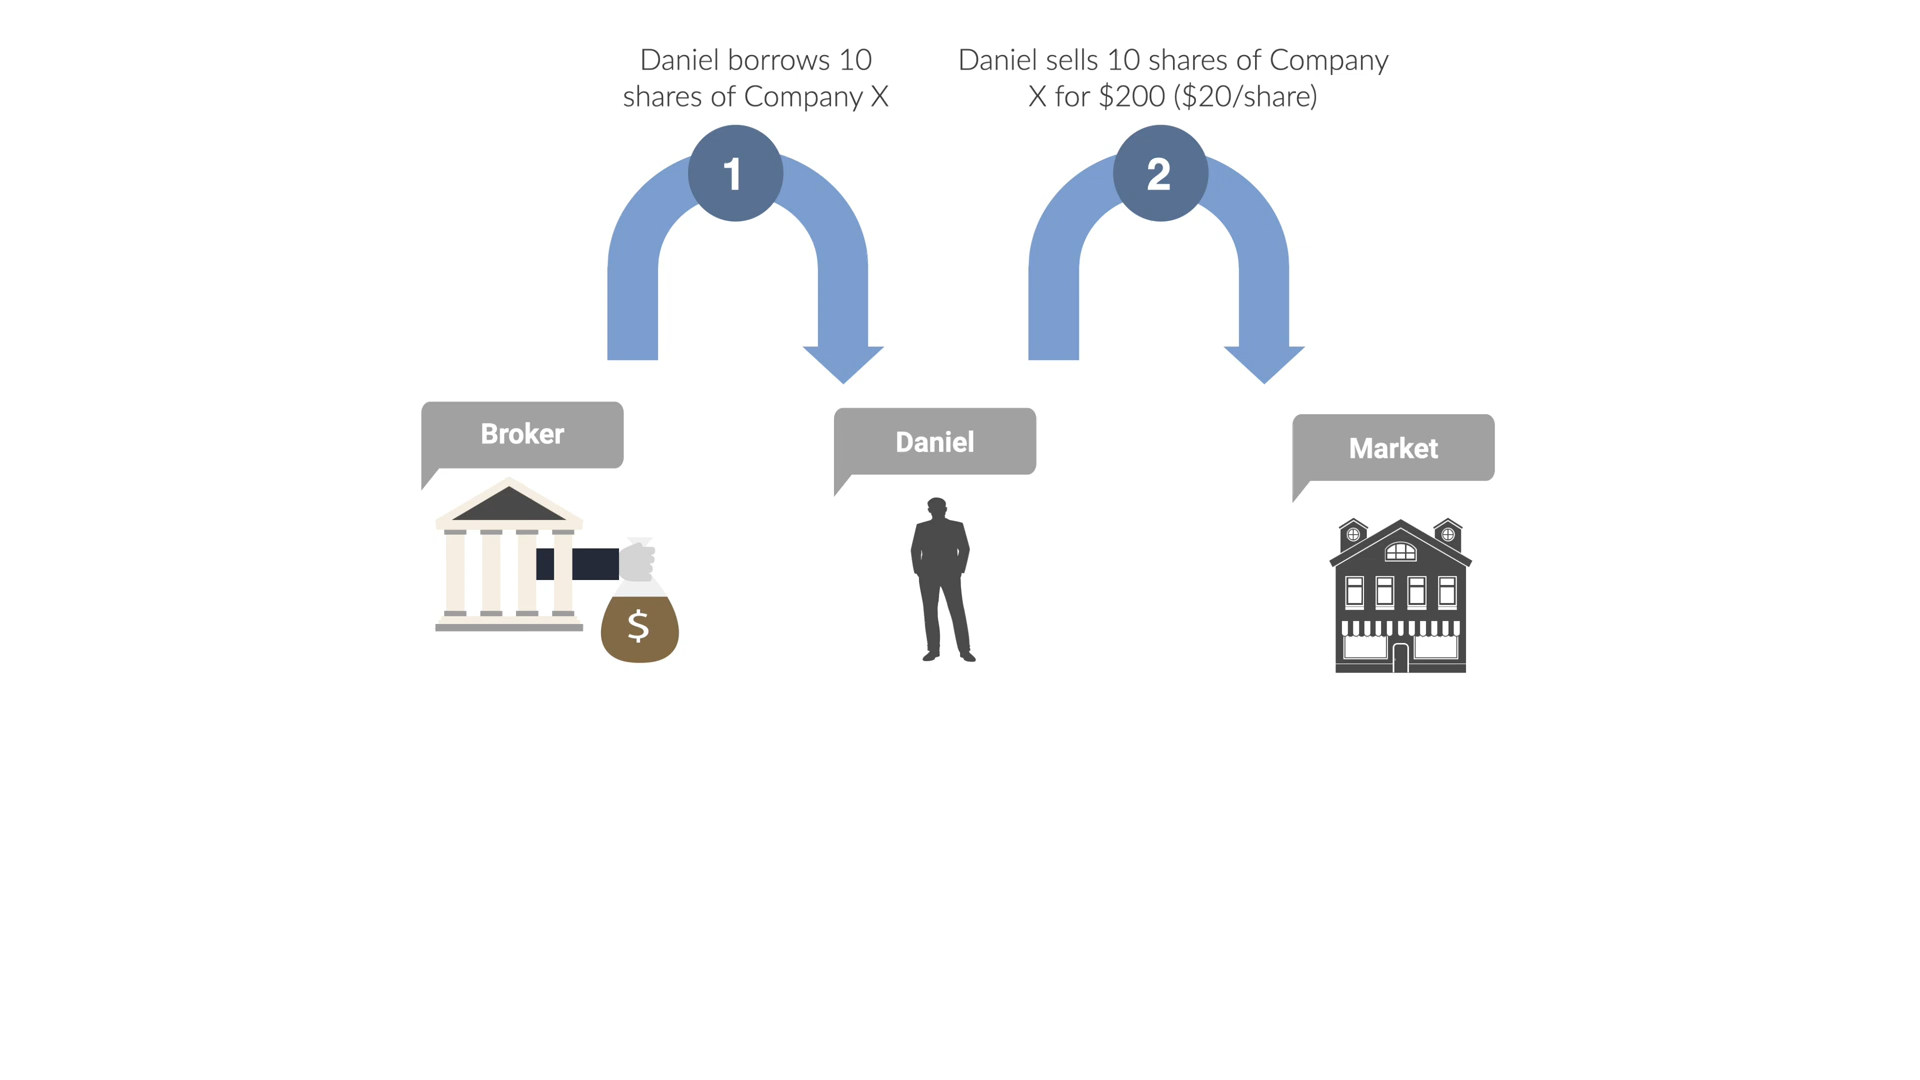 Daniel borrows 10
shares of Company X
Daniel sells 10 shares of Company
X for $200 ($20/share)
1
2
Broker
Daniel
Market
$